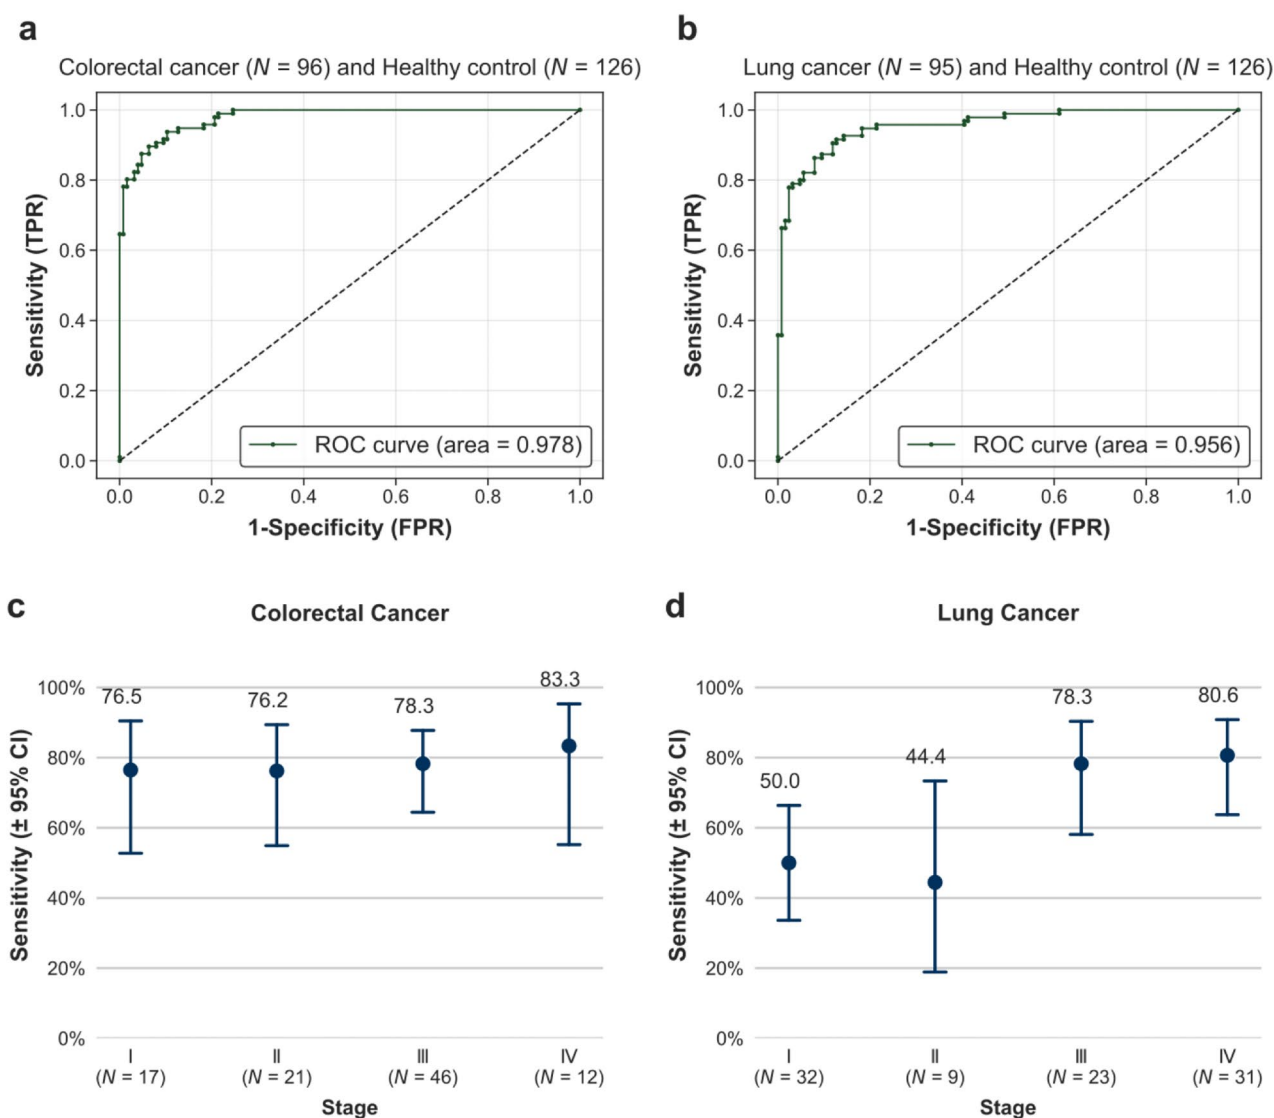 a
Colorectal cancer (N = 96) and Healthy control (N = 126)
1.0
0.8
0.6
0.4
0.2
0.0
Sensitivity (TPR)
ROC curve (area = 0.978)
0.0 0.2 0.4 0.6 0.8 1.0
1-Specificity (FPR)
b
Lung cancer (N = 95) and Healthy control (N = 126)
1.0
0.8
0.6
0.4
0.2
0.0
Sensitivity (TPR)
ROC curve (area = 0.956)
0.0 0.2 0.4 0.6 0.8 1.0
1-Specificity (FPR)
c
Colorectal Cancer
100%
80%
60%
40%
20%
0%
Sensitivity (± 95% CI)
76.5 76.2 78.3 83.3
I II III IV
(N = 17) (N = 21) (N = 46) (N = 12)
Stage
d
Lung Cancer
100%
80%
60%
40%
20%
0%
Sensitivity (± 95% CI)
50.0 44.4 78.3 80.6
I II III IV
(N = 32) (N = 9) (N = 23) (N = 31)
Stage